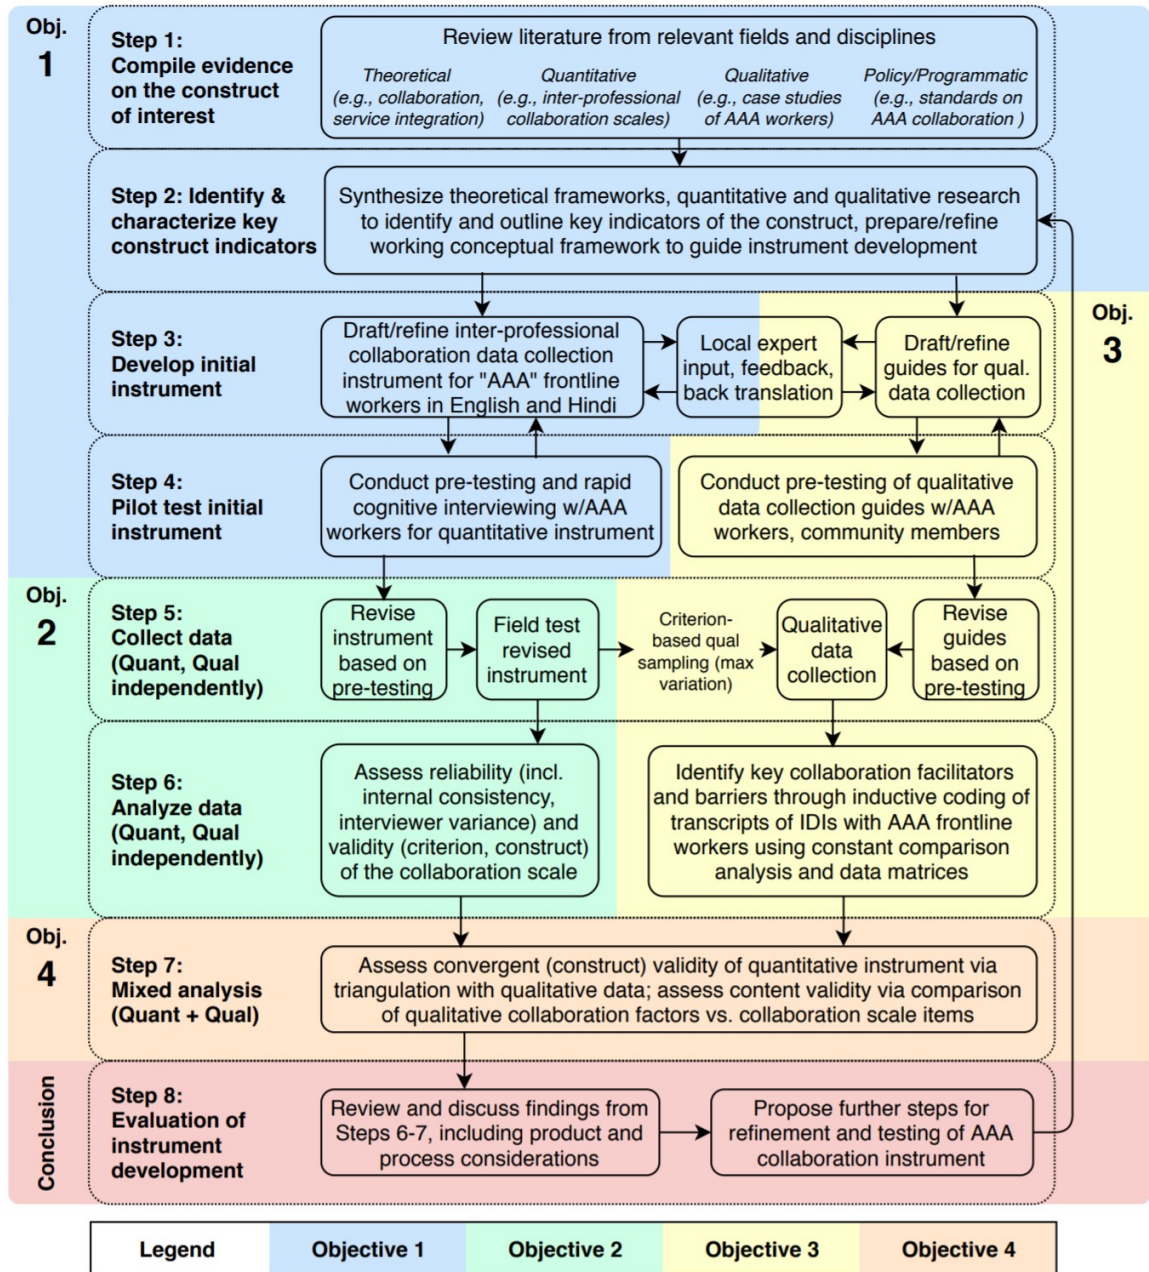 Obj.
1
Step 1:
Compile evidence
on the construct
of interest
Review literature from relevant fields and disciplines
Theoretical
(e.g., collaboration,
service integration)
Quantitative
(e.g., inter-professional
collaboration scales)
Qualitative
(e.g., case studies
of AAA workers)
Policy/Programmatic
(e.g., standards on
AAA collaboration )
Step 2: Identify &
characterize key
construct indicators
Synthesize theoretical frameworks, quantitative and qualitative research
to identify and outline key indicators of the construct, prepare/refine
working conceptual framework to guide instrument development
Obj.
3
Step 3:
Develop initial
instrument
Draft/refine inter-professional
collaboration data collection
instrument for "AAA" frontline
workers in English and Hindi
Local expert
input, feedback,
back translation
Draft/refine
guides for qual.
data collection
Step 4:
Pilot test initial
instrument
Conduct pre-testing and rapid
cognitive interviewing w/AAA
workers for quantitative instrument
Conduct pre-testing of qualitative
data collection guides w/AAA
workers, community members
Obj.
2
Step 5:
Collect data
(Quant, Qual
independently)
Revise
instrument
based on
pre-testing
Field test
revised
instrument
Criterion-
based qual
sampling (max
variation)
Qualitative
data
collection
Revise
guides
based on
pre-testing
Step 6:
Analyze data
(Quant, Qual
independently)
Assess reliability (incl.
internal consistency,
interviewer variance) and
validity (criterion, construct)
of the collaboration scale
Identify key collaboration facilitators
and barriers through inductive coding of
transcripts of IDIs with AAA frontline
workers using constant comparison
analysis and data matrices
Obj.
4
Step 7:
Mixed analysis
(Quant + Qual)
Assess convergent (construct) validity of quantitative instrument via
triangulation with qualitative data; assess content validity via comparison
of qualitative collaboration factors vs. collaboration scale items
Conclusion
Step 8:
Evaluation of
instrument
development
Review and discuss findings from
Steps 6-7, including product and
process considerations
Propose further steps for
refinement and testing of AAA
collaboration instrument
Legend
Objective 1
Objective 2
Objective 3
Objective 4